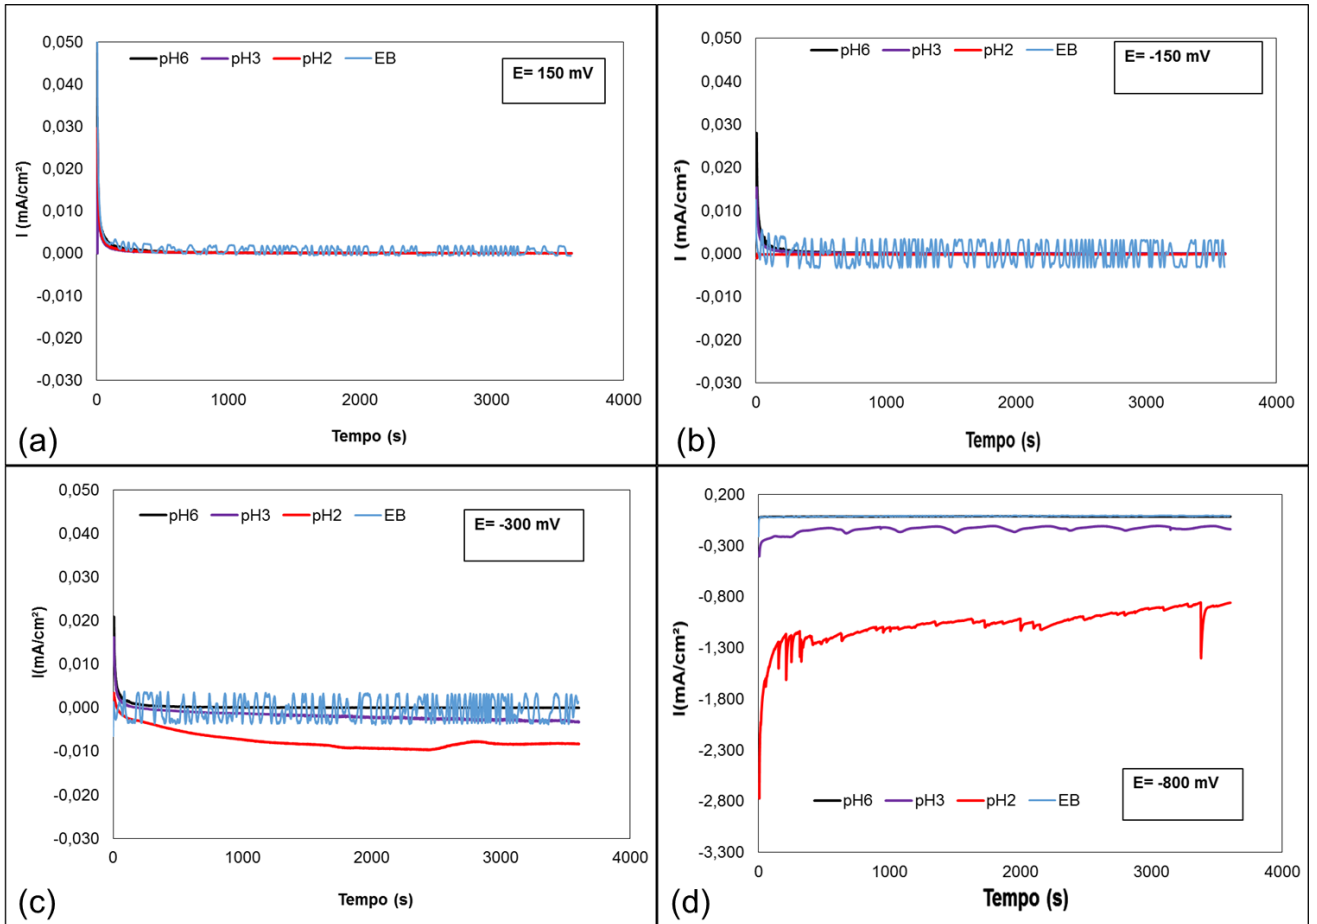 0,050
0,040
0,030
0,020
0,010
0,000
-0,010
-0,020
-0,030
I (mA/cm²)
pH6 pH3 pH2 EB
E= 150 mV
0 1000 2000 3000 4000
Tempo (s)
(a)
0,050
0,040
0,030
0,020
0,010
0,000
-0,010
-0,020
-0,030
I (mA/cm²)
pH6 pH3 pH2 EB
E= -150 mV
0 1000 2000 3000 4000
Tempo (s)
(b)
0,050
0,040
0,030
0,020
0,010
0,000
-0,010
-0,020
-0,030
I(mA/cm²)
pH6 pH3 pH2 EB
E= -300 mV
0 1000 2000 3000 4000
Tempo (s)
(c)
0,200
-0,300
-0,800
-1,300
-1,800
-2,300
-2,800
-3,300
I(mA/cm²)
pH6 pH3 pH2 EB
E= -800 mV
0 1000 2000 3000 4000
Tempo (s)
(d)